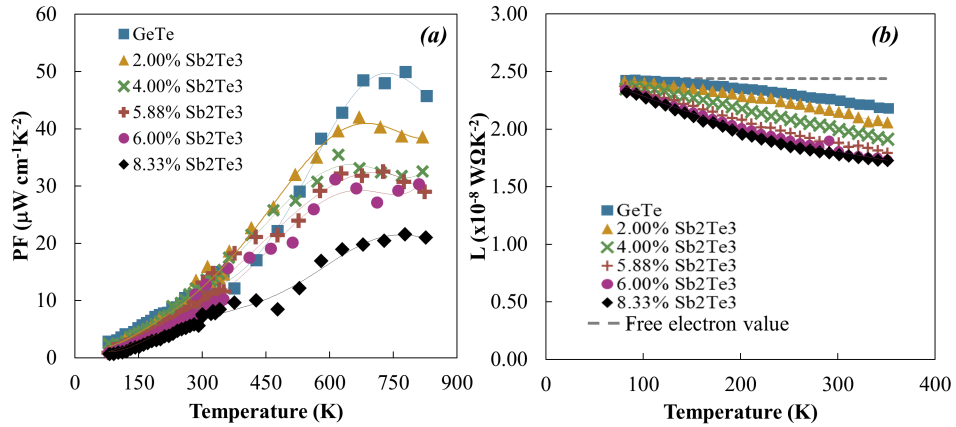 (a)
GeTe
2.00% Sb2Te3
4.00% Sb2Te3
5.88% Sb2Te3
6.00% Sb2Te3
8.33% Sb2Te3
PF (μW cm⁻¹K⁻²)
60
50
40
30
20
10
0
0
150
300
450
600
750
900
Temperature (K)
(b)
L (x10⁻⁸ WΩK⁻²)
3.00
2.50
2.00
1.50
1.00
0.50
0.00
GeTe
2.00% Sb2Te3
4.00% Sb2Te3
5.88% Sb2Te3
6.00% Sb2Te3
8.33% Sb2Te3
Free electron value
0
100
200
300
400
Temperature (K)